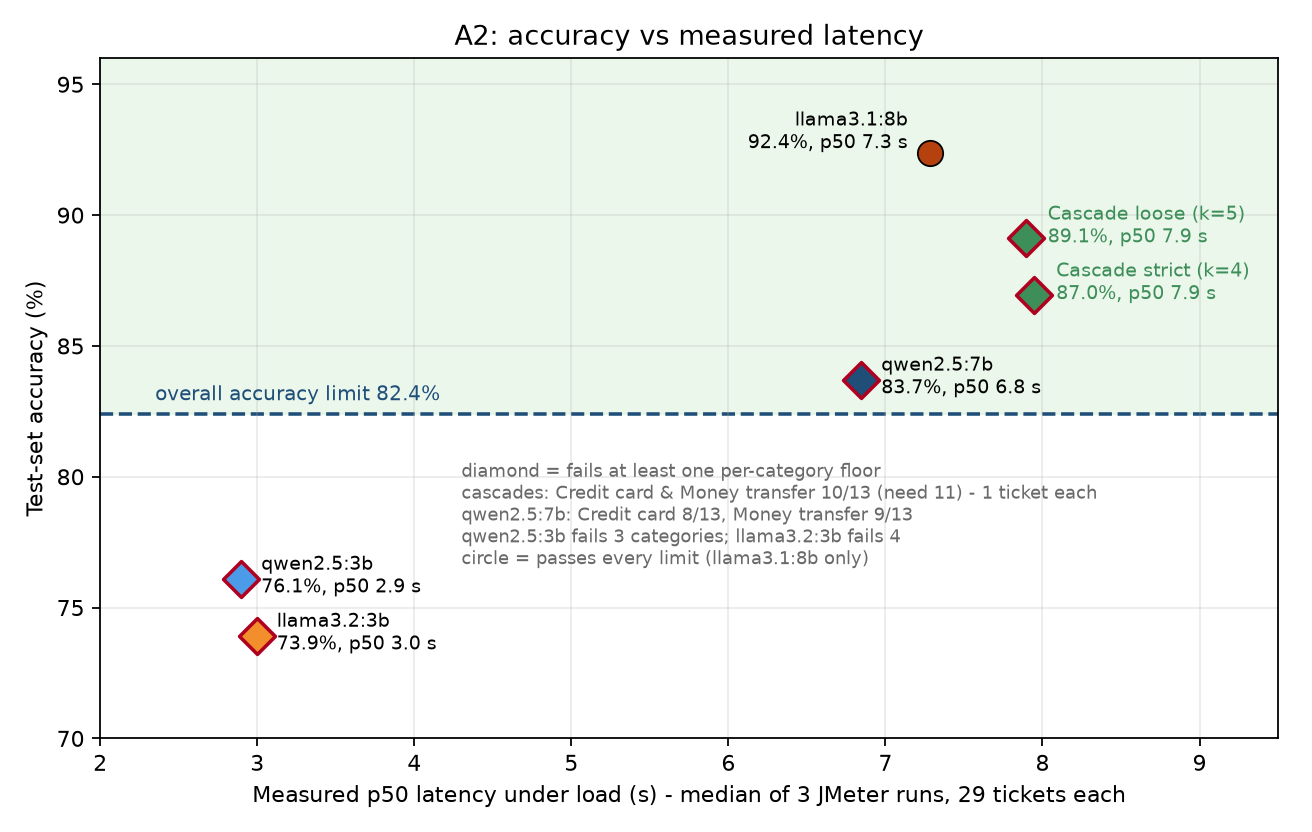 A2: accuracy vs measured latency
95
90
85
80
75
70
Test-set accuracy (%)
llama3.1:8b
92.4%, p50 7.3 s
Cascade loose (k=5)
89.1%, p50 7.9 s
Cascade strict (k=4)
87.0%, p50 7.9 s
qwen2.5:7b
83.7%, p50 6.8 s
overall accuracy limit 82.4%
diamond = fails at least one per-category floor
cascades: Credit card & Money transfer 10/13 (need 11) - 1 ticket each
qwen2.5:7b: Credit card 8/13, Money transfer 9/13
qwen2.5:3b fails 3 categories; llama3.2:3b fails 4
circle = passes every limit (llama3.1:8b only)
qwen2.5:3b
76.1%, p50 2.9 s
llama3.2:3b
73.9%, p50 3.0 s
2 3 4 5 6 7 8 9
Measured p50 latency under load (s) - median of 3 JMeter runs, 29 tickets each